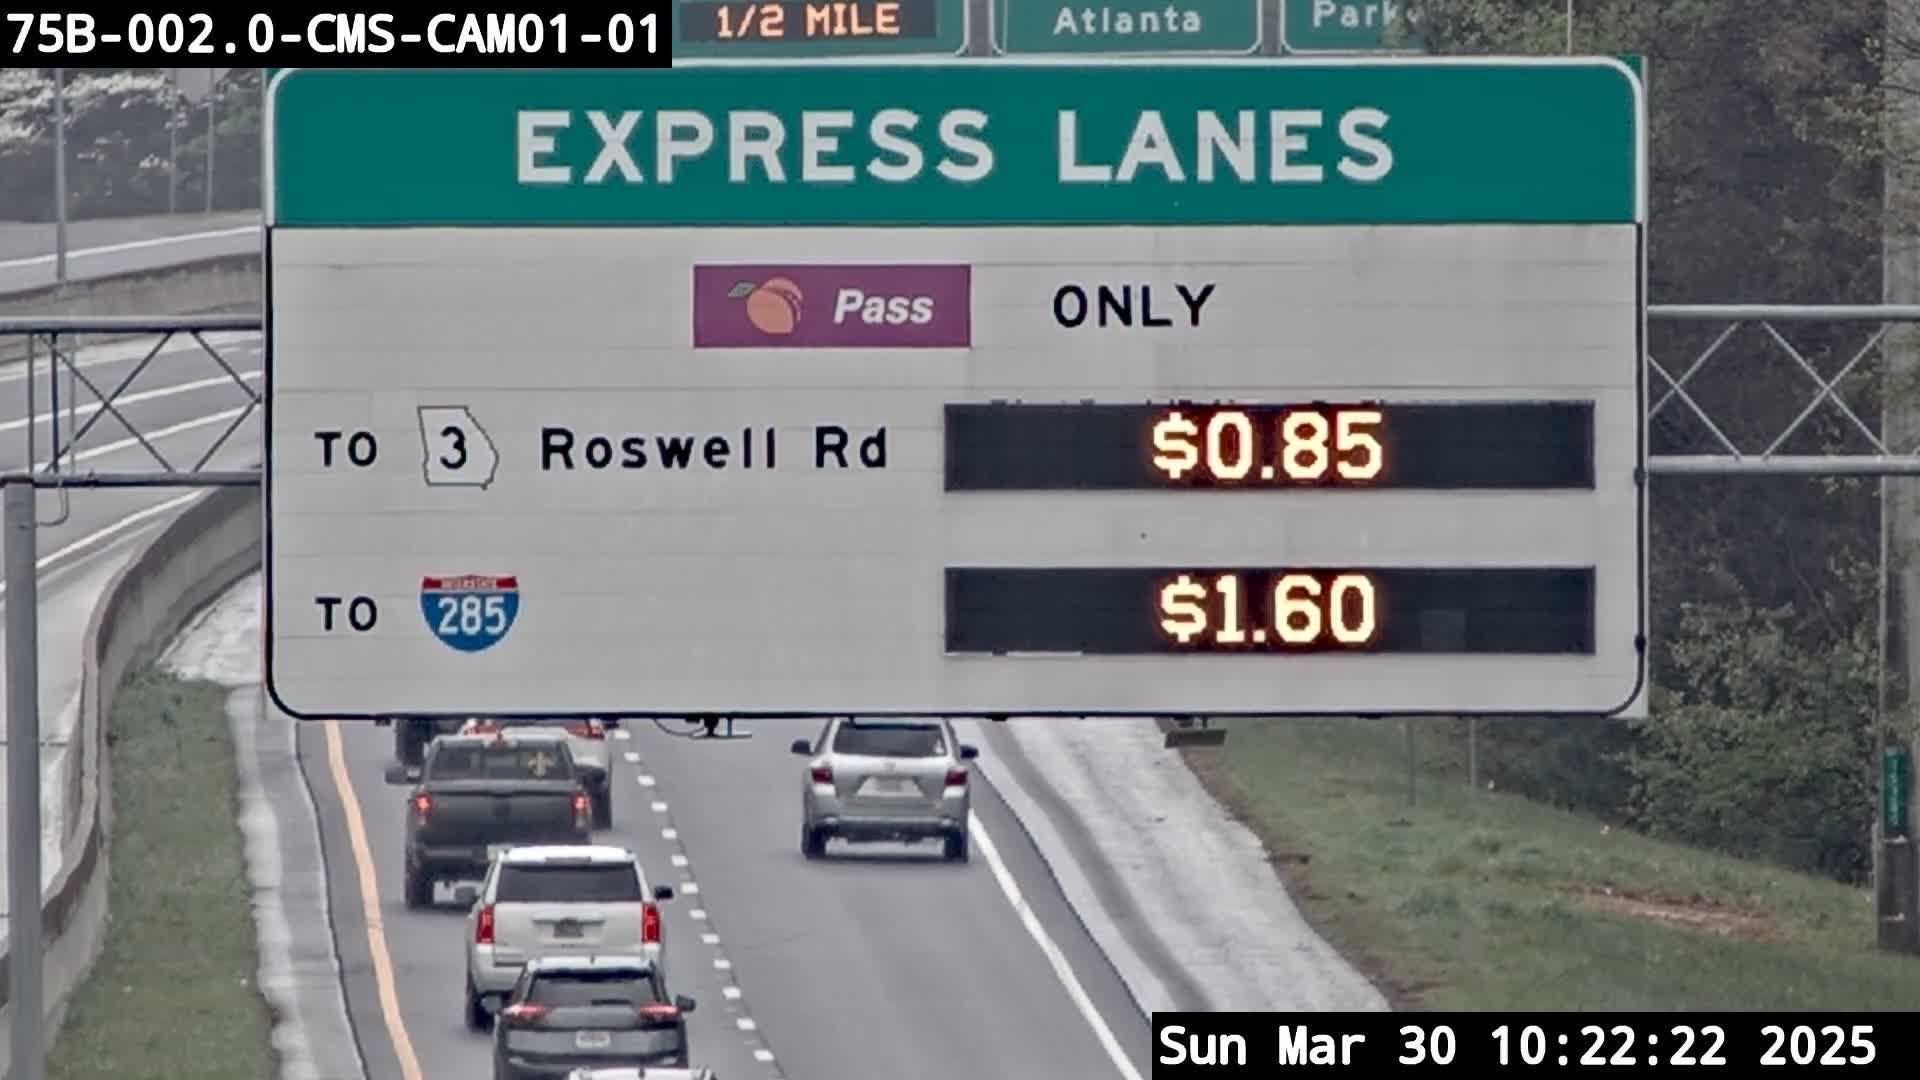 75B-002.0-CMS-CAM01-01
1/2 MILE
Atlanta
EXPRESS LANES
Pass ONLY
TO 3 Roswell Rd $0.85
TO INTERSTATE 285 $1.60
Sun Mar 30 10:22:22 2025